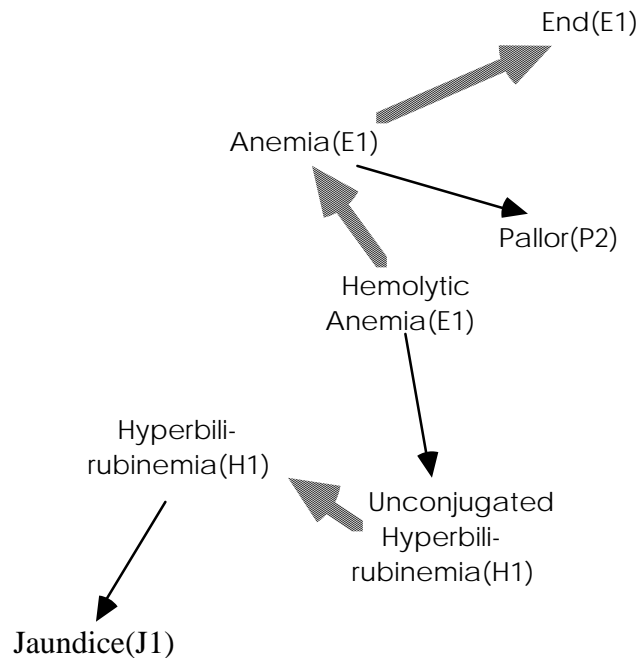 End(E1)
Anemia(E1)
Pallor(P2)
Hemolytic
Anemia(E1)
Hyperbili-
rubinemia(H1)
Unconjugated
Hyperbili-
rubinemia(H1)
Jaundice(J1)